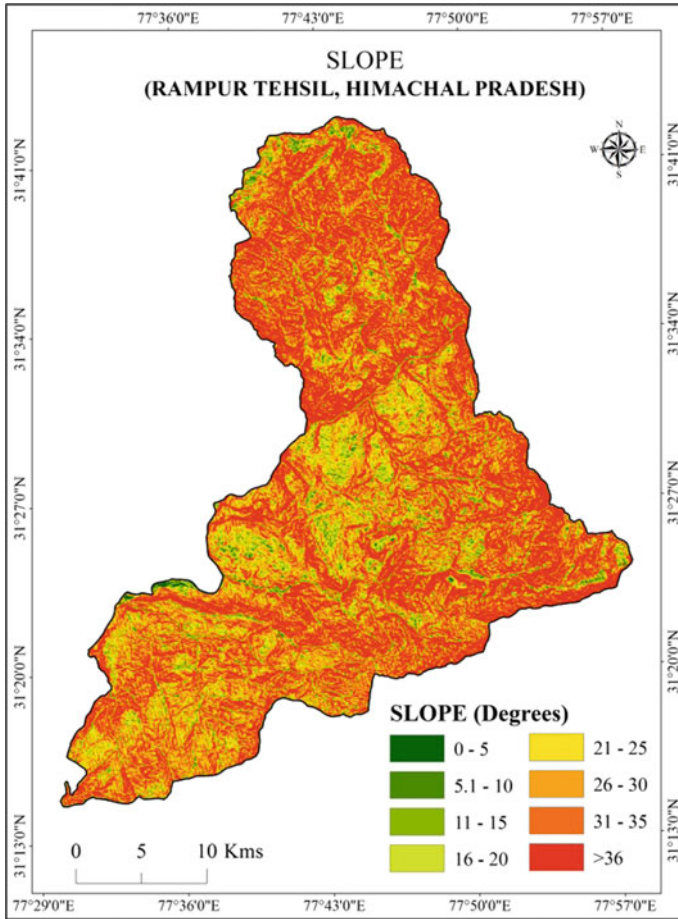 77°36'0"E 77°43'0"E 77°50'0"E 77°57'0"E
SLOPE
(RAMPUR TEHSIL, HIMACHAL PRADESH)
N
W E
S
31°41'0"N 31°41'0"N
31°34'0"N 31°34'0"N
31°27'0"N 31°27'0"N
31°20'0"N 31°20'0"N
SLOPE (Degrees)
0 - 5 21 - 25
5.1 - 10 26 - 30
11 - 15 31 - 35
16 - 20 >36
31°13'0"N 31°13'0"N
0 5 10 Kms
77°29'0"E 77°36'0"E 77°43'0"E 77°50'0"E 77°57'0"E